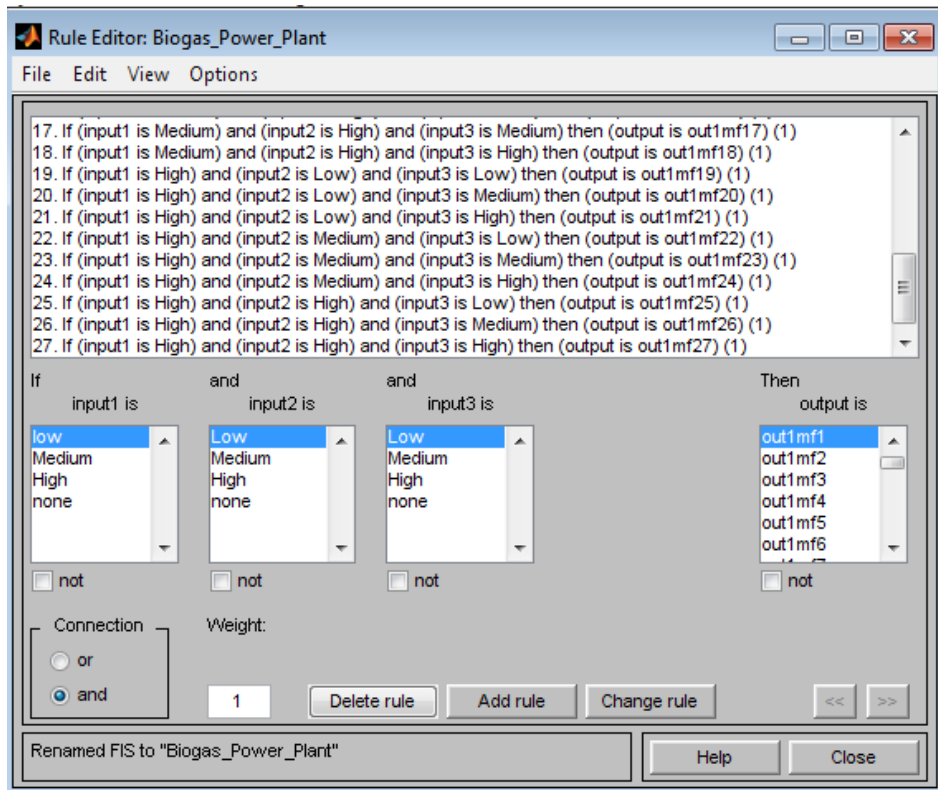 Rule Editor: Biogas_Power_Plant
File Edit View Options
17. If (input1 is Medium) and (input2 is High) and (input3 is Medium) then (output is out1mf17) (1)
18. If (input1 is Medium) and (input2 is High) and (input3 is High) then (output is out1mf18) (1)
19. If (input1 is High) and (input2 is Low) and (input3 is Low) then (output is out1mf19) (1)
20. If (input1 is High) and (input2 is Low) and (input3 is Medium) then (output is out1mf20) (1)
21. If (input1 is High) and (input2 is Low) and (input3 is High) then (output is out1mf21) (1)
22. If (input1 is High) and (input2 is Medium) and (input3 is Low) then (output is out1mf22) (1)
23. If (input1 is High) and (input2 is Medium) and (input3 is Medium) then (output is out1mf23) (1)
24. If (input1 is High) and (input2 is Medium) and (input3 is High) then (output is out1mf24) (1)
25. If (input1 is High) and (input2 is High) and (input3 is Low) then (output is out1mf25) (1)
26. If (input1 is High) and (input2 is High) and (input3 is Medium) then (output is out1mf26) (1)
27. If (input1 is High) and (input2 is High) and (input3 is High) then (output is out1mf27) (1)
If and and Then
input1 is input2 is input3 is output is
low Low Low out1mf1
Medium Medium Medium out1mf2
High High High out1mf3
none none none out1mf4
out1mf5
out1mf6
not not not not
Connection Weight:
or
and 1 Delete rule Add rule Change rule << >>
Renamed FIS to "Biogas_Power_Plant" Help Close